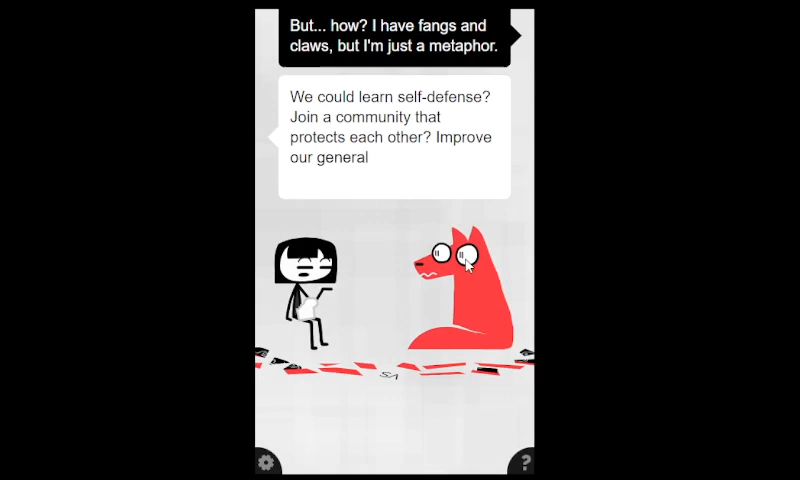 But... how? I have fangs and
claws, but I'm just a metaphor.
We could learn self-defense?
Join a community that
protects each other? Improve
our general
?